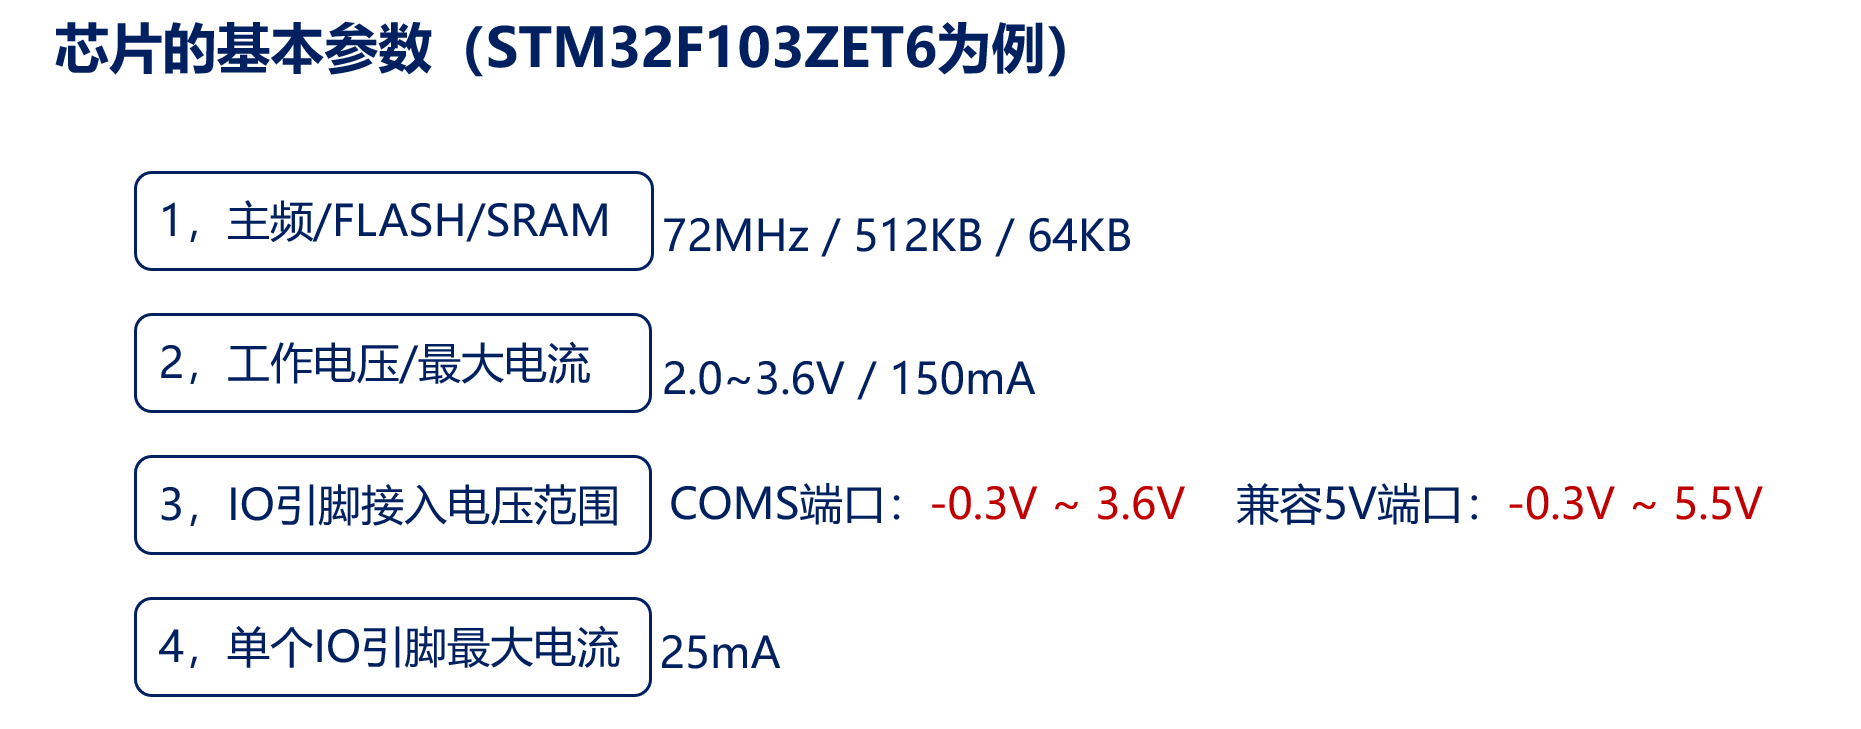 芯片的基本参数（STM32F103ZET6为例）
1，主频/FLASH/SRAM 72MHz / 512KB / 64KB
2，工作电压/最大电流 2.0~3.6V / 150mA
3，IO引脚接入电压范围 COMS端口：-0.3V ~ 3.6V 兼容5V端口：-0.3V ~ 5.5V
4，单个IO引脚最大电流 25mA